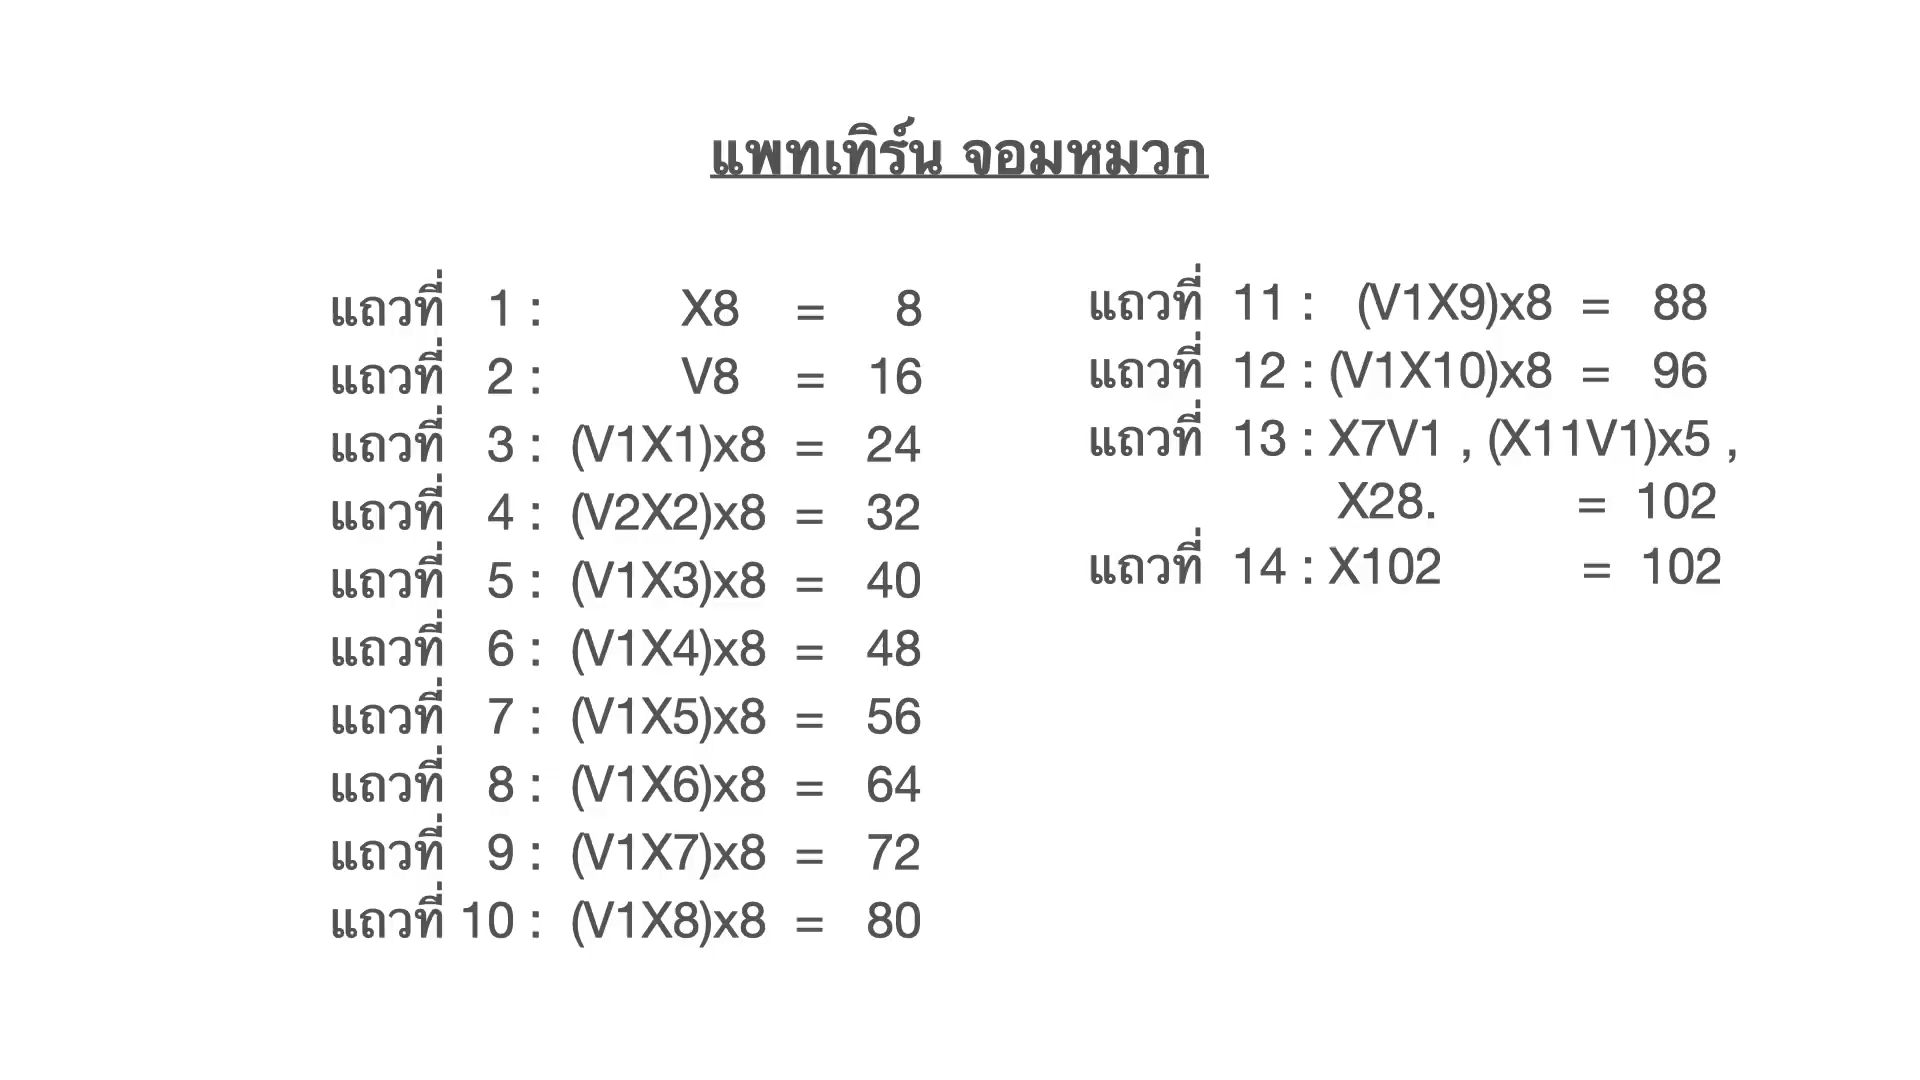 แพทเทิร์น จอมหมวก
แถวที่ 1 : X8 = 8
แถวที่ 2 : V8 = 16
แถวที่ 3 : (V1X1)x8 = 24
แถวที่ 4 : (V2X2)x8 = 32
แถวที่ 5 : (V1X3)x8 = 40
แถวที่ 6 : (V1X4)x8 = 48
แถวที่ 7 : (V1X5)x8 = 56
แถวที่ 8 : (V1X6)x8 = 64
แถวที่ 9 : (V1X7)x8 = 72
แถวที่ 10 : (V1X8)x8 = 80
แถวที่ 11 : (V1X9)x8 = 88
แถวที่ 12 : (V1X10)x8 = 96
แถวที่ 13 : X7V1 , (X11V1)x5 ,
X28. = 102
แถวที่ 14 : X102 = 102